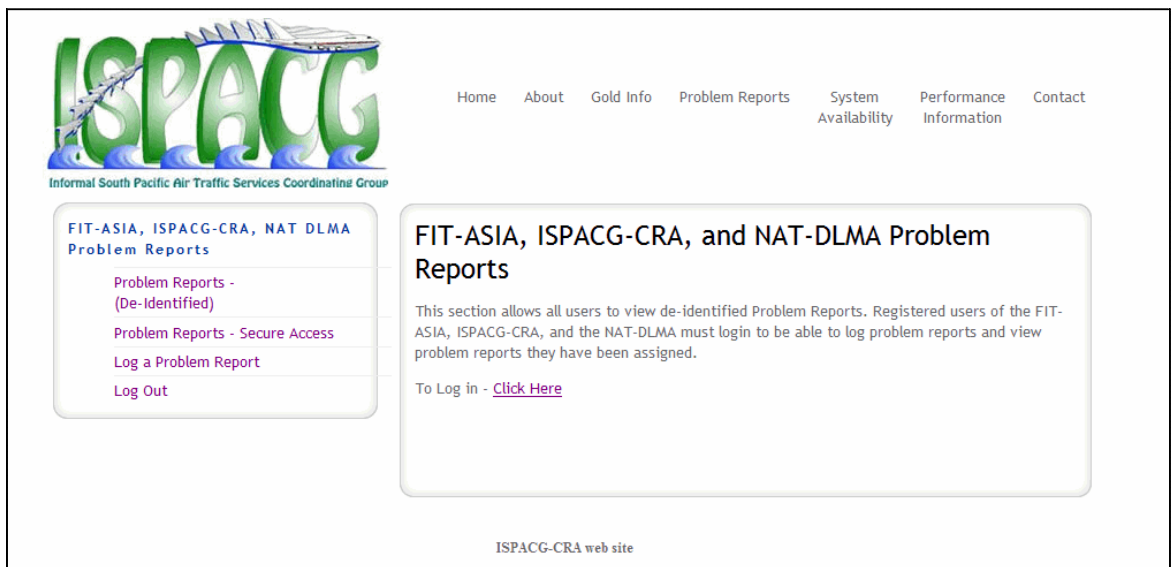 ISPACG
Informal South Pacific Air Traffic Services Coordinating Group
Home About Gold Info Problem Reports System Availability Performance Information Contact
FIT-ASIA, ISPACG-CRA, NAT DLMA
Problem Reports
Problem Reports -
(De-Identified)
Problem Reports - Secure Access
Log a Problem Report
Log Out
FIT-ASIA, ISPACG-CRA, and NAT-DLMA Problem
Reports
This section allows all users to view de-identified Problem Reports. Registered users of the FIT-
ASIA, ISPACG-CRA, and the NAT-DLMA must login to be able to log problem reports and view
problem reports they have been assigned.
To Log in - Click Here
ISPACG-CRA web site